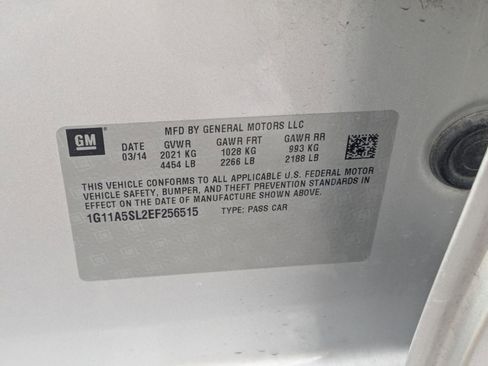 MFD BY GENERAL MOTORS LLC
GM
DATE GVWR GAWR FRT GAWR RR
03/14 2021 KG 1028 KG 993 KG
4454 LB 2266 LB 2188 LB
THIS VEHICLE CONFORMS TO ALL APPLICABLE U.S. FEDERAL MOTOR
VEHICLE SAFETY, BUMPER, AND THEFT PREVENTION STANDARDS IN
EFFECT ON THE DATE OF MANUFACTURE SHOWN ABOVE.
1G11A5SL2EF256515 TYPE: PASS CAR